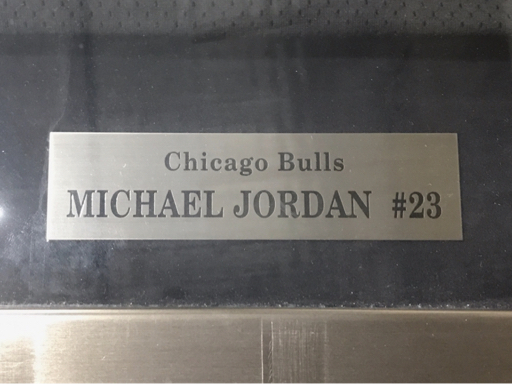 Chicago Bulls
MICHAEL JORDAN #23